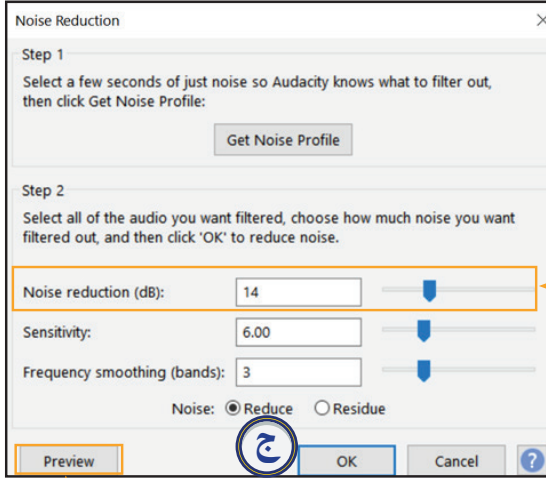 Noise Reduction
Step 1
Select a few seconds of just noise so Audacity knows what to filter out,
then click Get Noise Profile:
Get Noise Profile
Step 2
Select all of the audio you want filtered, choose how much noise you want
filtered out, and then click 'OK' to reduce noise.
Noise reduction (dB): 14
Sensitivity: 6.00
Frequency smoothing (bands): 3
Noise: Reduce Residue
Preview ج OK Cancel ?